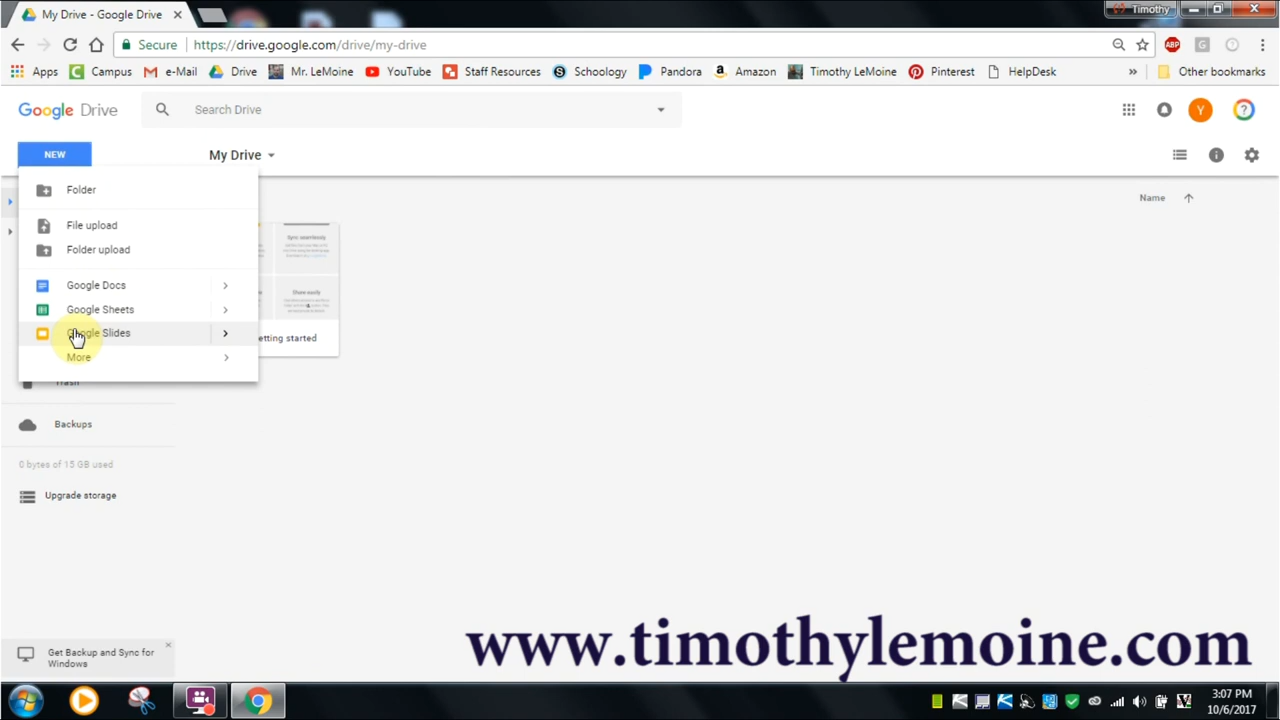 My Drive - Google Drive
Timothy
Secure https://drive.google.com/drive/my-drive
ABP
Apps Campus e-Mail Drive Mr. LeMoine YouTube Staff Resources Schoology Pandora Amazon Timothy LeMoine Pinterest HelpDesk » Other bookmarks
Google Drive Search Drive Y ?
NEW My Drive
Folder
Name
File upload
Folder upload
Google Docs
Google Sheets
Google Slides
etting started
More
Trash
Backups
0 bytes of 15 GB used
Upgrade storage
Get Backup and Sync for
Windows
www.timothylemoine.com
3:07 PM
10/6/2017